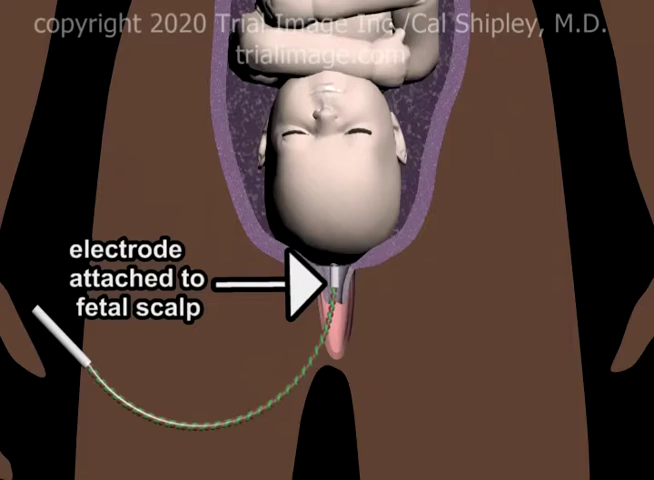 copyright 2020 Trial Image Inc./Cal Shipley, M.D.
trialimage.com
electrode
attached to
fetal scalp